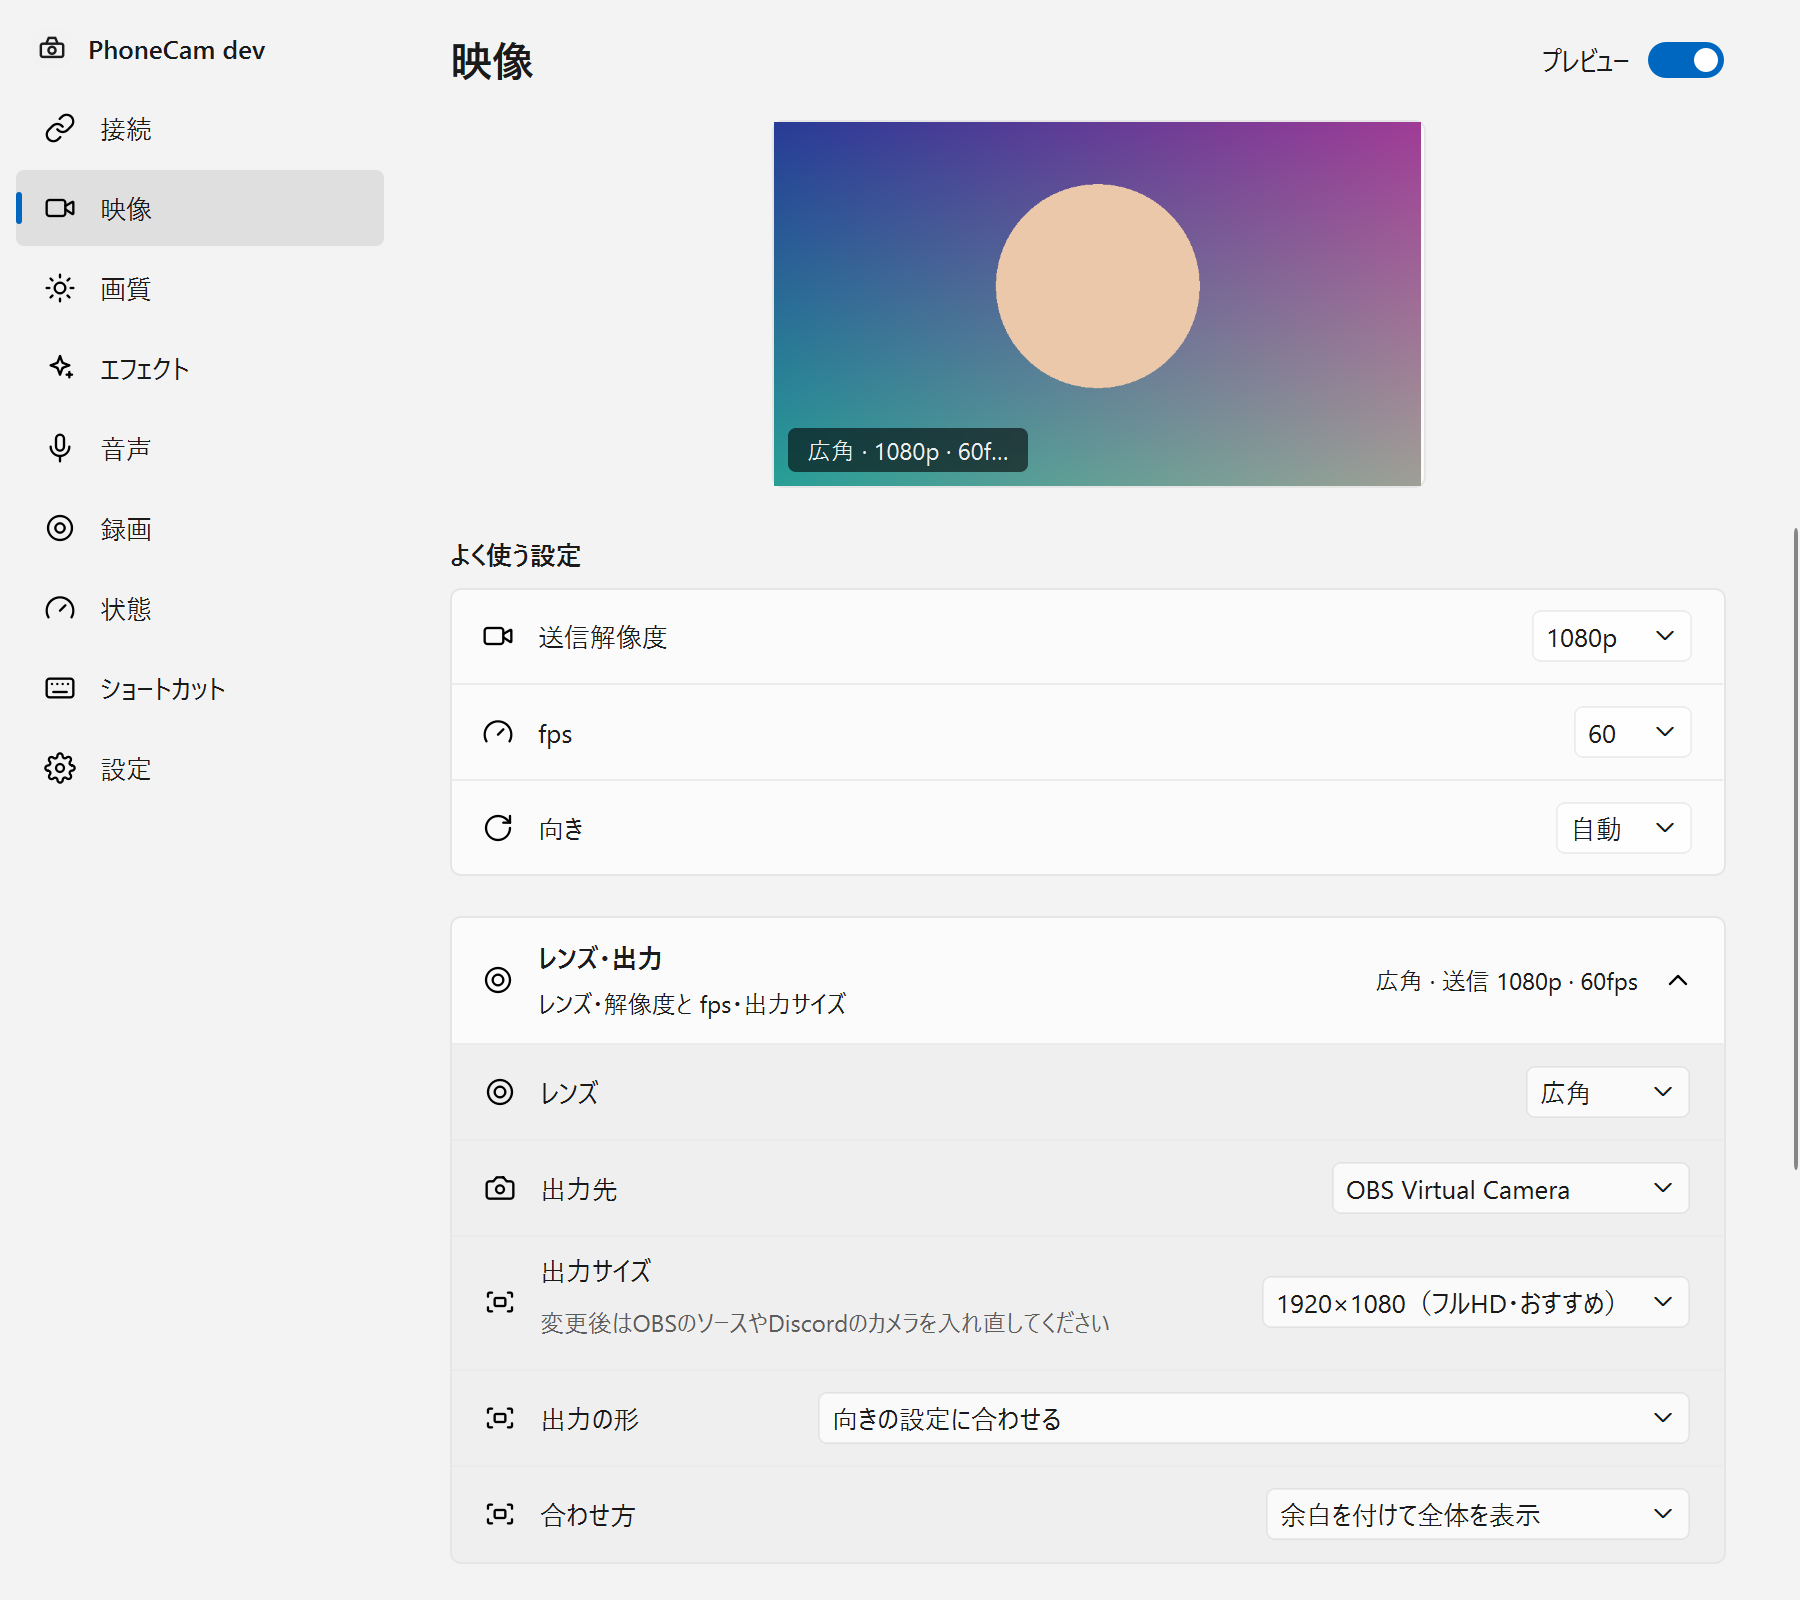 PhoneCam dev
接続
映像
画質
エフェクト
音声
録画
状態
ショートカット
設定
映像
プレビュー
広角 · 1080p · 60f...
よく使う設定
送信解像度
1080p
fps
60
向き
自動
レンズ・出力
レンズ・解像度と fps・出力サイズ
広角 · 送信 1080p · 60fps
レンズ
広角
出力先
OBS Virtual Camera
出力サイズ
変更後はOBSのソースやDiscordのカメラを入れ直してください
1920×1080（フルHD・おすすめ）
出力の形
向きの設定に合わせる
合わせ方
余白を付けて全体を表示